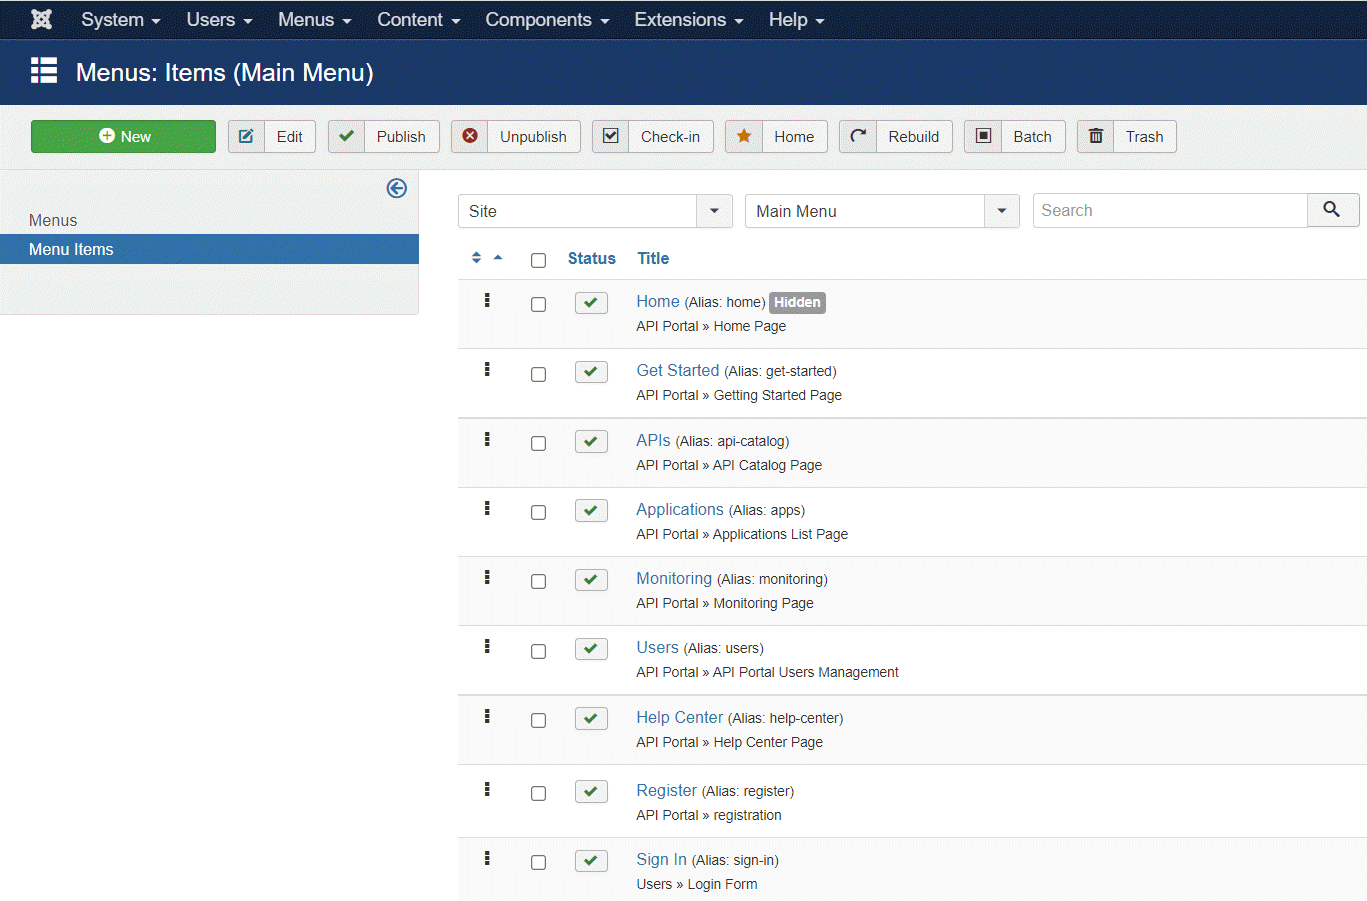 System Users Menus Content Components Extensions Help
Menus: Items (Main Menu)
New Edit Publish Unpublish Check-in Home Rebuild Batch Trash
Menus
Menu Items
Site Main Menu Search
Status Title
Home (Alias: home) Hidden
API Portal » Home Page
Get Started (Alias: get-started)
API Portal » Getting Started Page
APIs (Alias: api-catalog)
API Portal » API Catalog Page
Applications (Alias: apps)
API Portal » Applications List Page
Monitoring (Alias: monitoring)
API Portal » Monitoring Page
Users (Alias: users)
API Portal » API Portal Users Management
Help Center (Alias: help-center)
API Portal » Help Center Page
Register (Alias: register)
API Portal » registration
Sign In (Alias: sign-in)
Users » Login Form